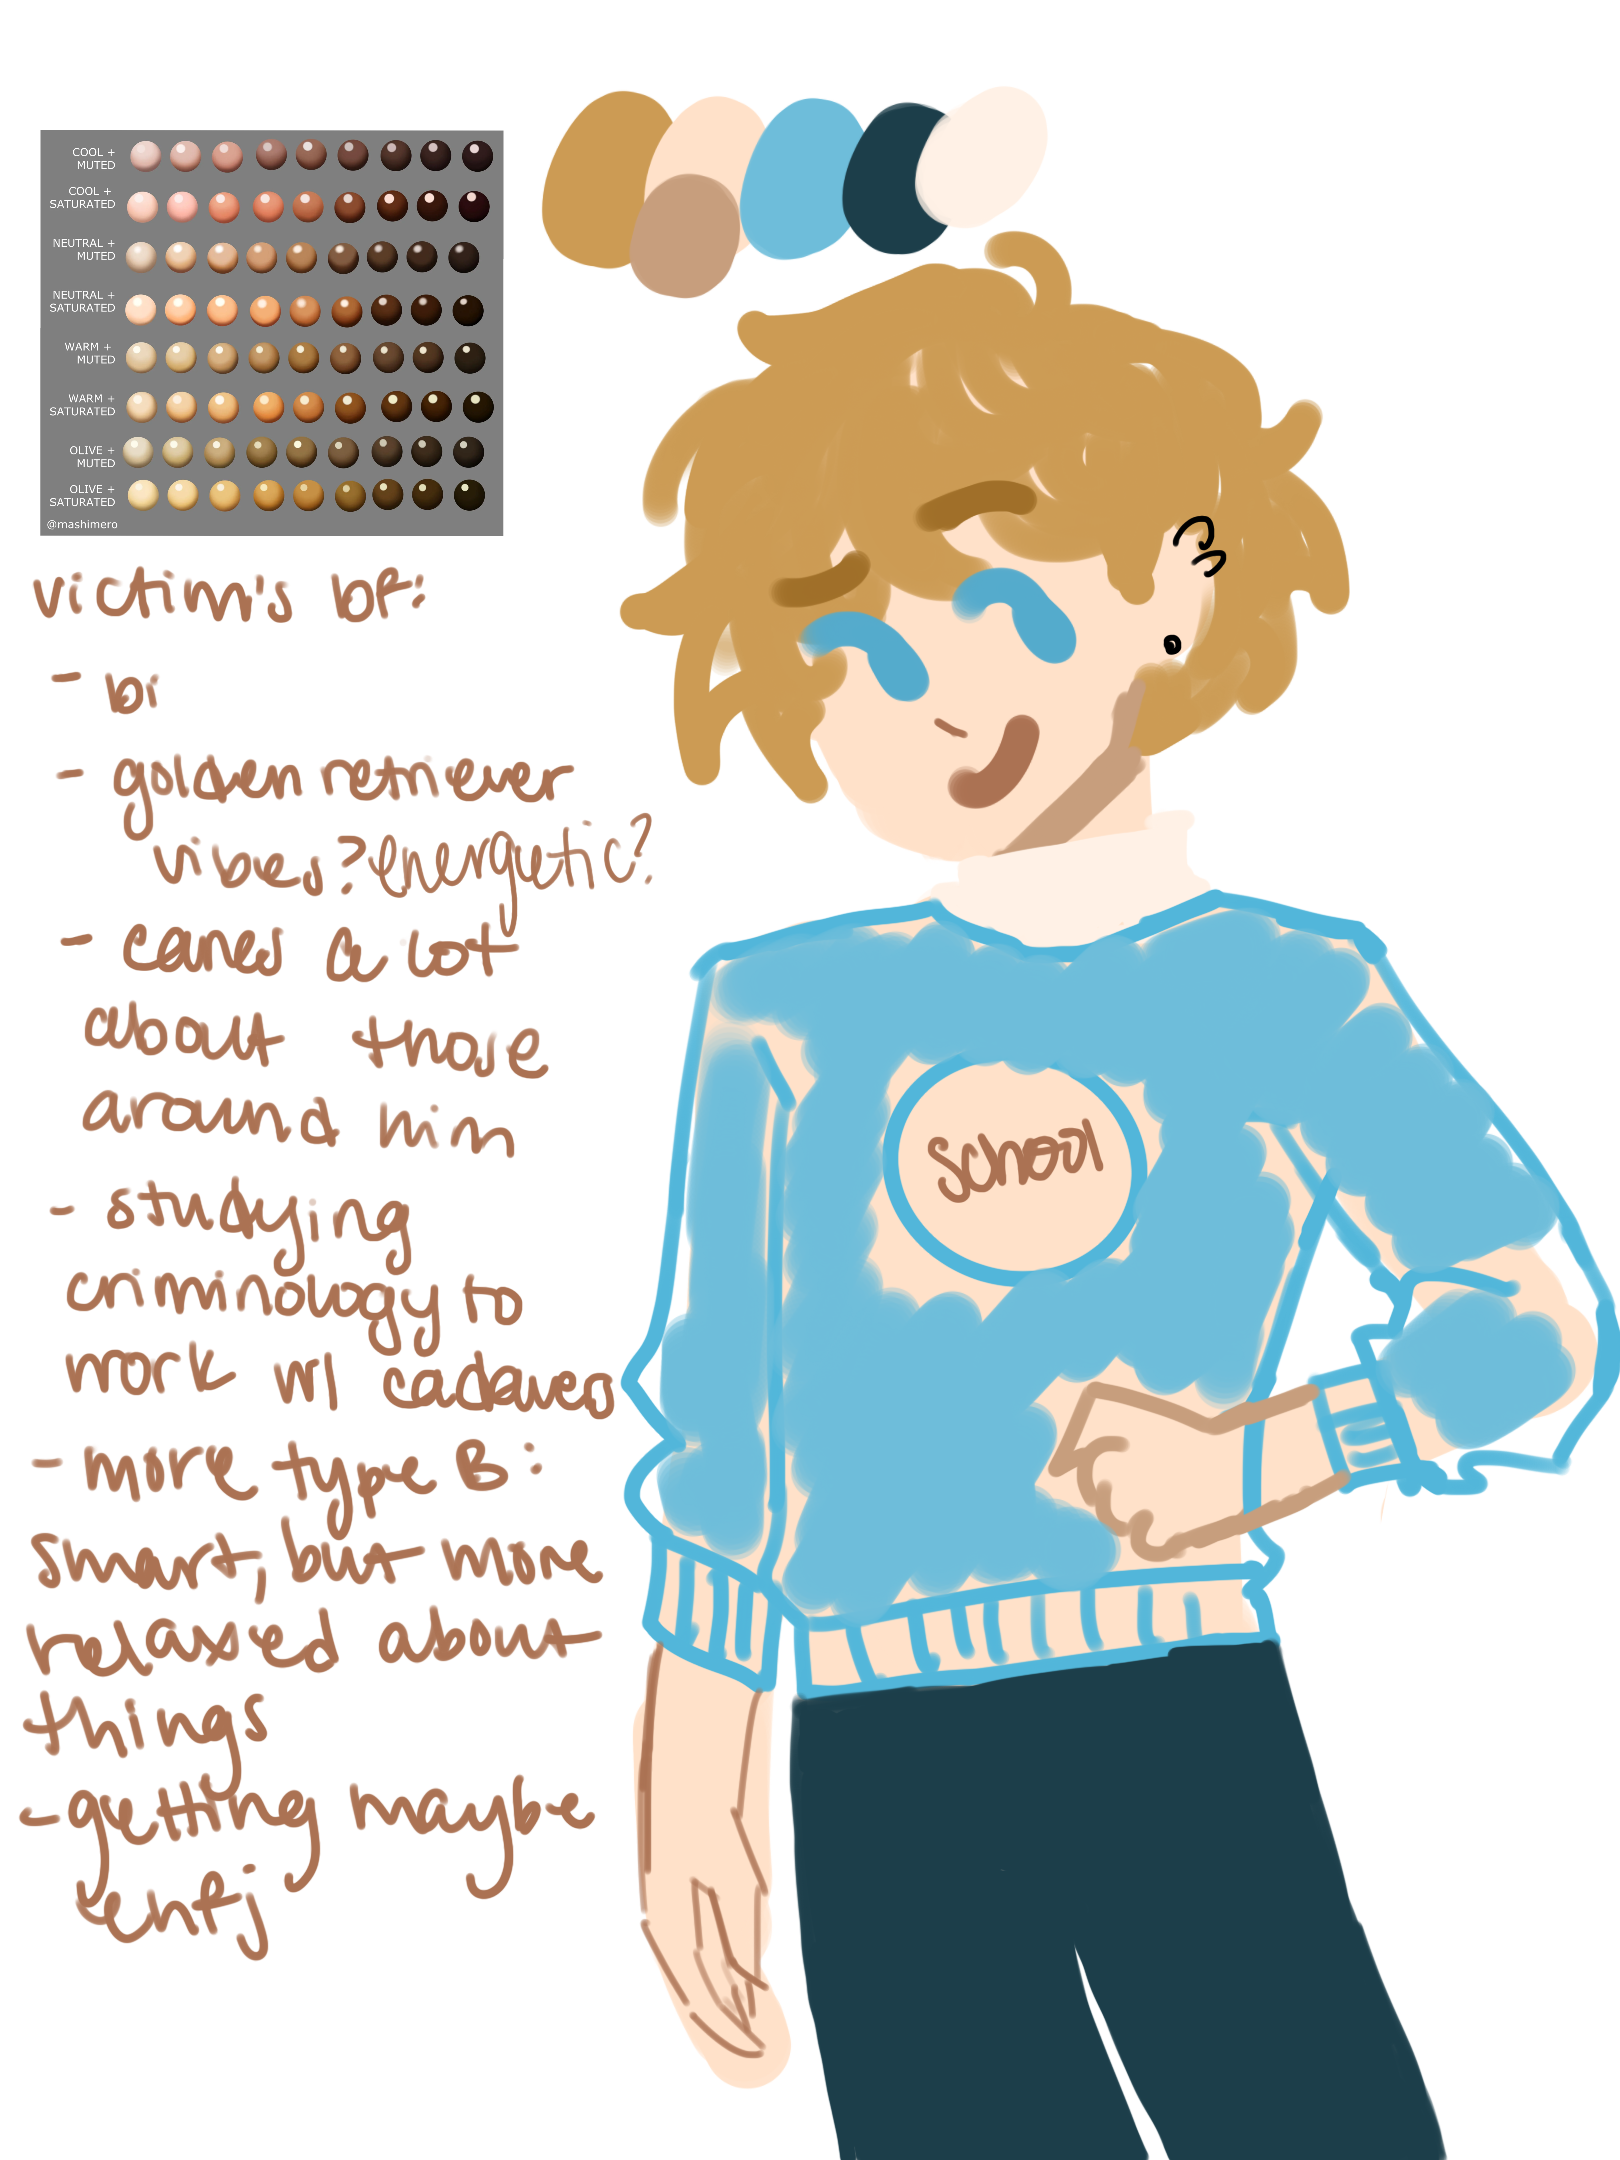 COOL +
MUTED
COOL +
SATURATED
NEUTRAL +
MUTED
NEUTRAL +
SATURATED
WARM +
MUTED
WARM +
SATURATED
OLIVE +
MUTED
OLIVE +
SATURATED
@mashimero
victim's bf:
- bi
- golden retriever
vibes? energetic?
- cares a lot
about those
around him
- studying
criminology to
work w/ cadavers
- more type B:
smart, but more
relaxed about
things
- getting maybe
enfj
school